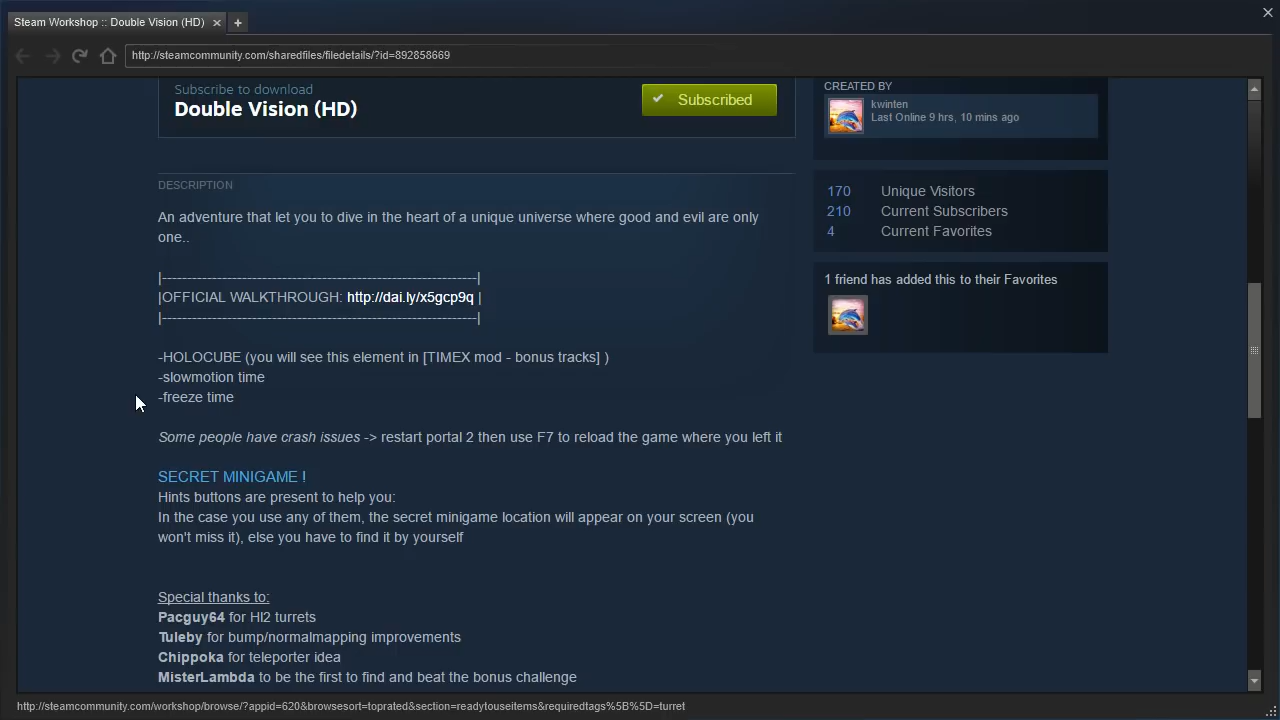 Steam Workshop :: Double Vision (HD)
http://steamcommunity.com/sharedfiles/filedetails/?id=892858669
Subscribe to download
Double Vision (HD)
Subscribed
CREATED BY
kwinten
Last Online 9 hrs, 10 mins ago
170 Unique Visitors
210 Current Subscribers
4 Current Favorites
1 friend has added this to their Favorites
DESCRIPTION
An adventure that let you to dive in the heart of a unique universe where good and evil are only
one..
|---------------------------------------------------------------|
|OFFICIAL WALKTHROUGH: http://dai.ly/x5gcp9q |
|---------------------------------------------------------------|
-HOLOCUBE (you will see this element in [TIMEX mod - bonus tracks] )
-slowmotion time
-freeze time
Some people have crash issues -> restart portal 2 then use F7 to reload the game where you left it
SECRET MINIGAME !
Hints buttons are present to help you:
In the case you use any of them, the secret minigame location will appear on your screen (you
won't miss it), else you have to find it by yourself
Special thanks to:
Pacguy64 for Hl2 turrets
Tuleby for bump/normalmapping improvements
Chippoka for teleporter idea
MisterLambda to be the first to find and beat the bonus challenge
http://steamcommunity.com/workshop/browse/?appid=620&browsesort=toprated&section=readytouseitems&requiredtags%5B%5D=turret